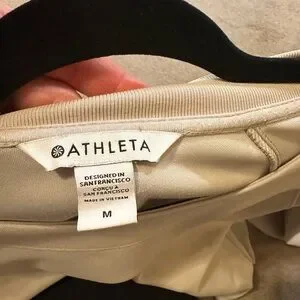 ATHLETA
DESIGNED IN
SAN FRANCISCO
CONÇU À
SAN FRANCISCO
MADE IN VIETNAM
M